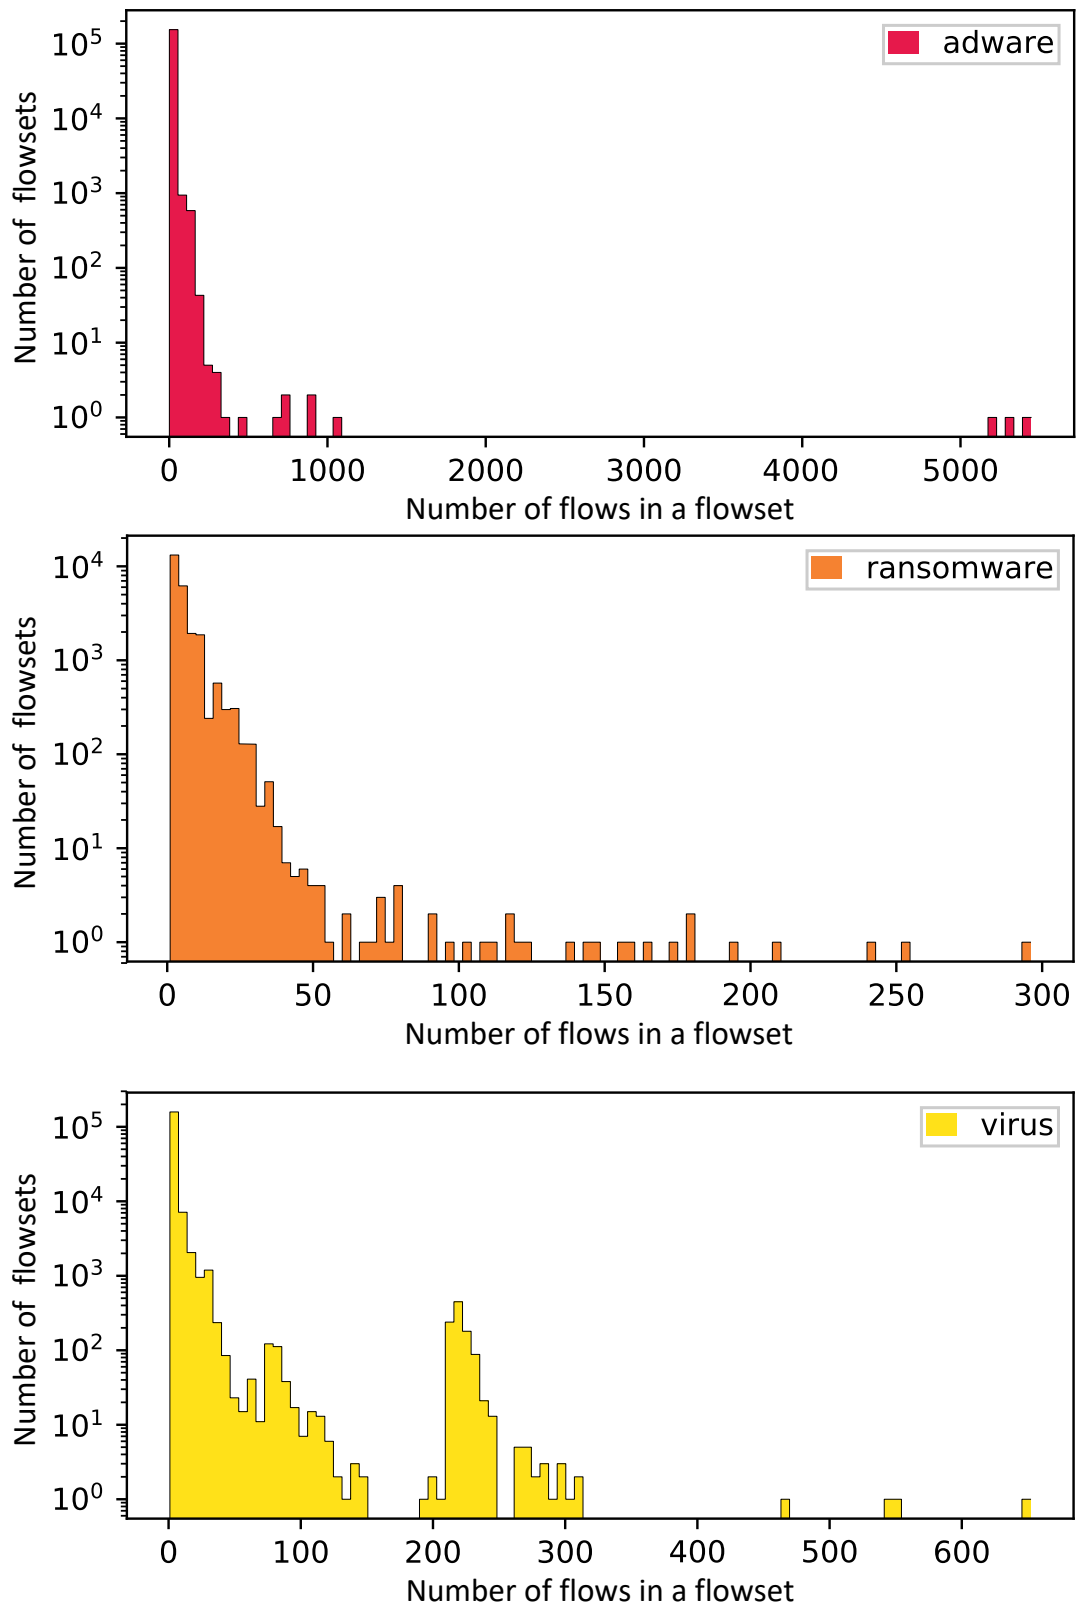 adware
10^5
10^4
10^3
10^2
10^1
10^0
Number of flowsets
0 1000 2000 3000 4000 5000
Number of flows in a flowset
ransomware
10^4
10^3
10^2
10^1
10^0
Number of flowsets
0 50 100 150 200 250 300
Number of flows in a flowset
virus
10^5
10^4
10^3
10^2
10^1
10^0
Number of flowsets
0 100 200 300 400 500 600
Number of flows in a flowset